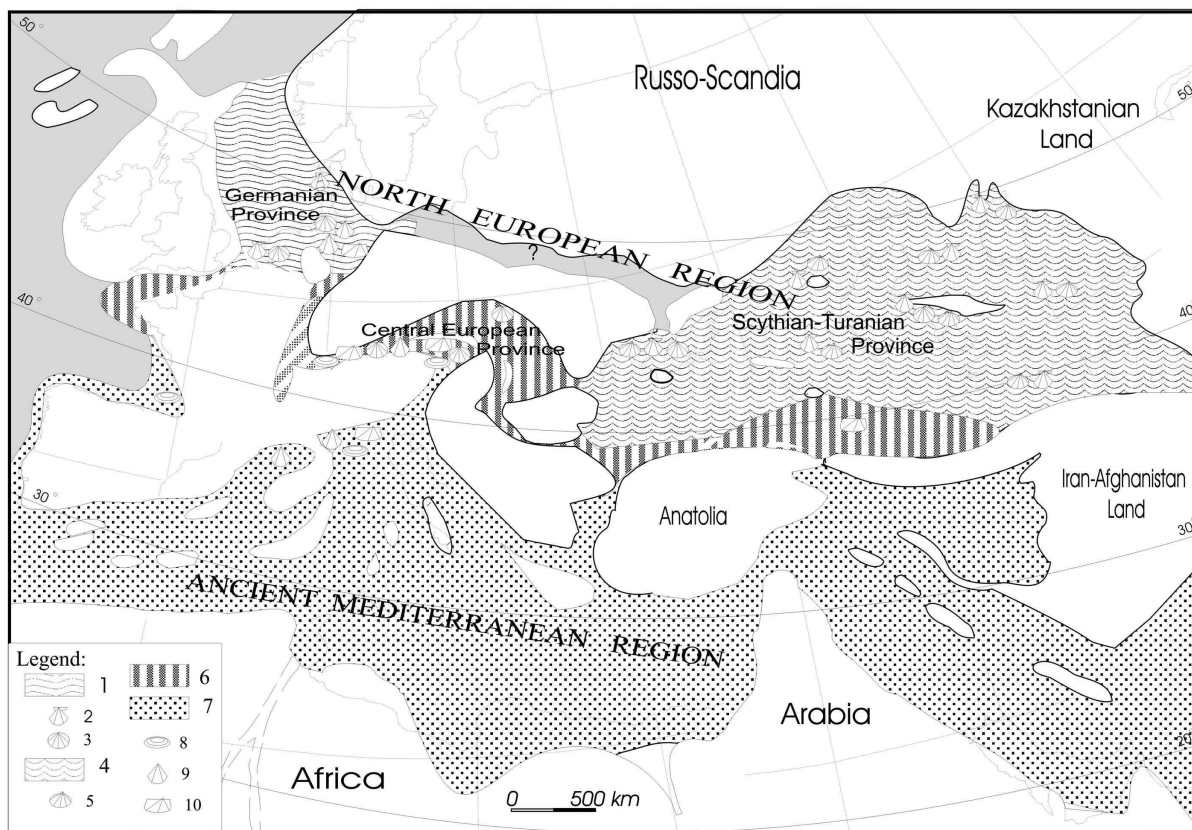 50°
40°
30°
50°
40°
30°
20°
Russo-Scandia
Kazakhstanian
Land
Germanian
Province
NORTH EUROPEAN REGION
?
Central European
Province
Scythian-Turanian
Province
Anatolia
Iran-Afghanistan
Land
ANCIENT MEDITERRANEAN REGION
Arabia
Africa
0 500 km
Legend:
1
2
3
4
5
6
7
8
9
10